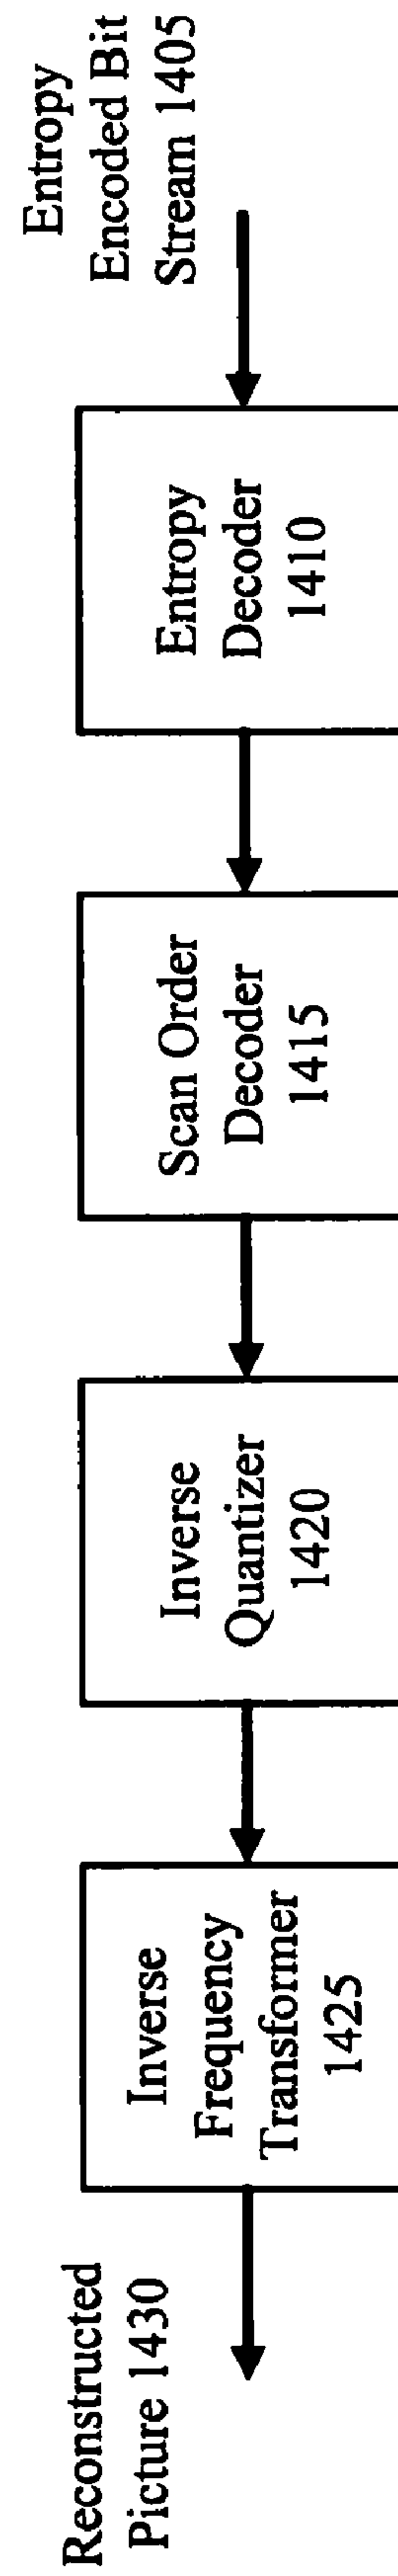 Entropy
Encoded Bit
Stream 1405
Entropy
Decoder
1410
Scan Order
Decoder
1415
Inverse
Quantizer
1420
Inverse
Frequency
Transformer
1425
Reconstructed
Picture 1430